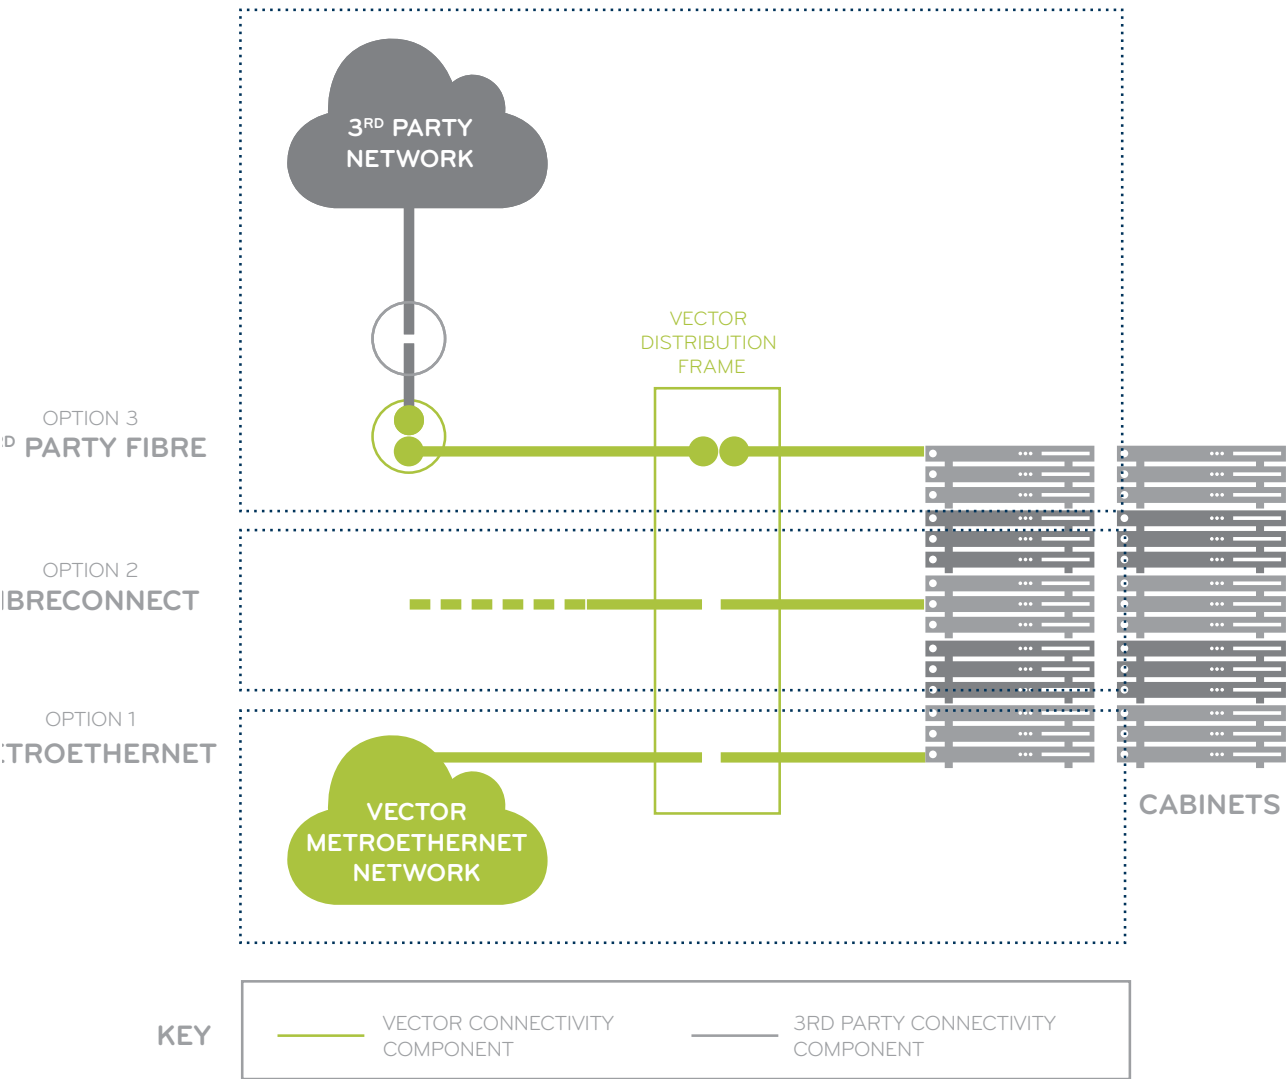 3RD PARTY
NETWORK
VECTOR
DISTRIBUTION
FRAME
OPTION 3
D PARTY FIBRE
OPTION 2
IBRECONNECT
OPTION 1
TROETHERNET
VECTOR
METROETHERNET
NETWORK
CABINETS
KEY
VECTOR CONNECTIVITY
COMPONENT
3RD PARTY CONNECTIVITY
COMPONENT